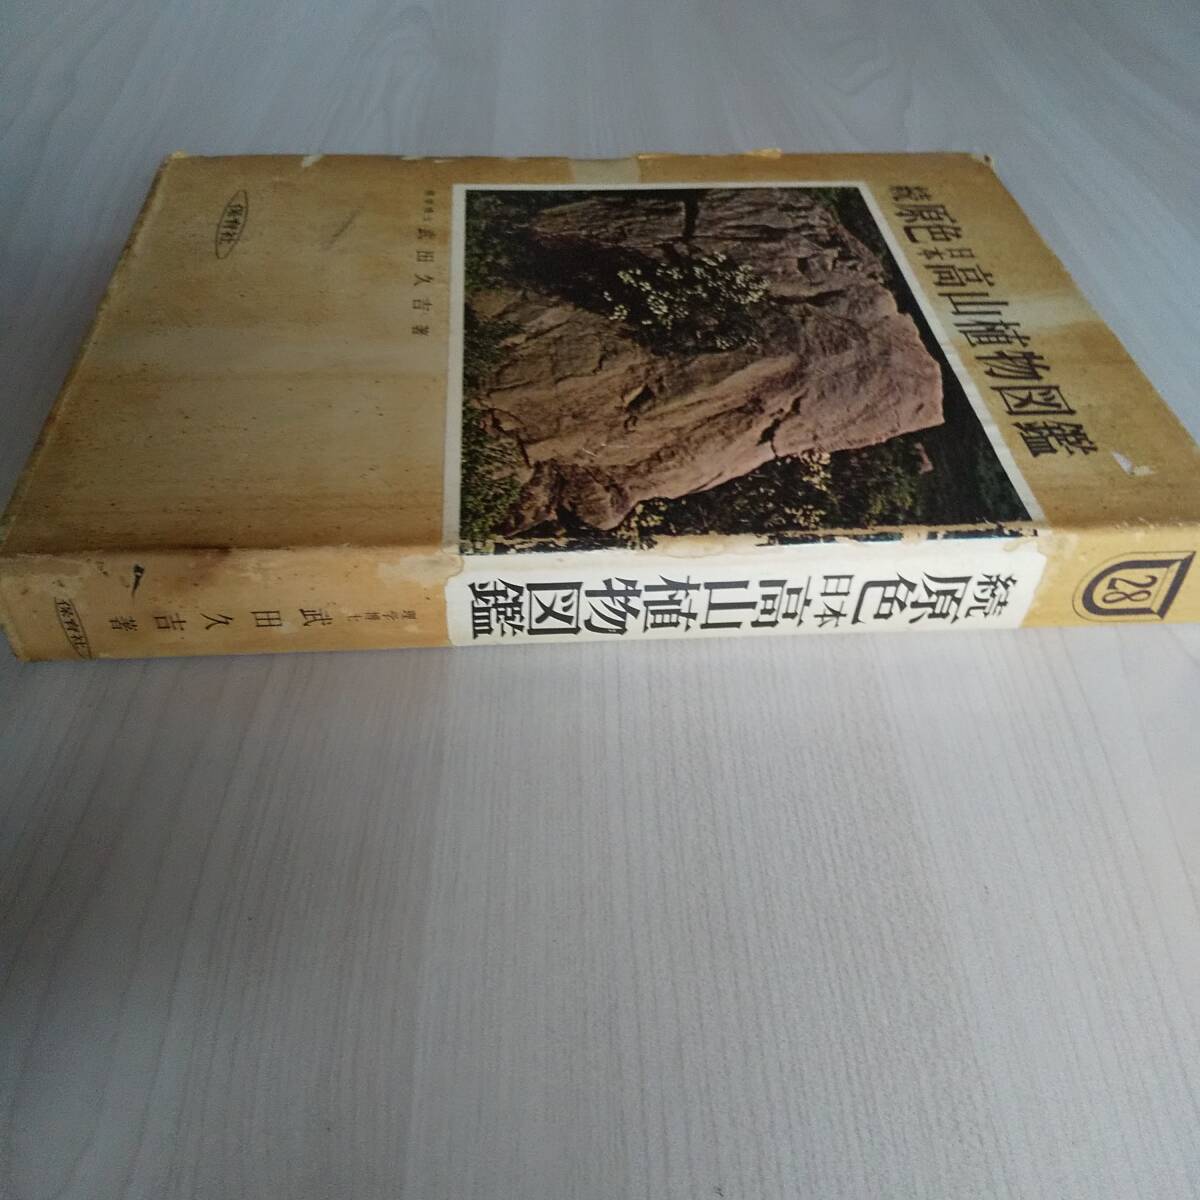 続 原色 日本 高山植物図鑑
理学博士 武田久吉 著
保育社
28
続 原色 日本 高山植物図鑑
理学博士 武田久吉 著
保育社